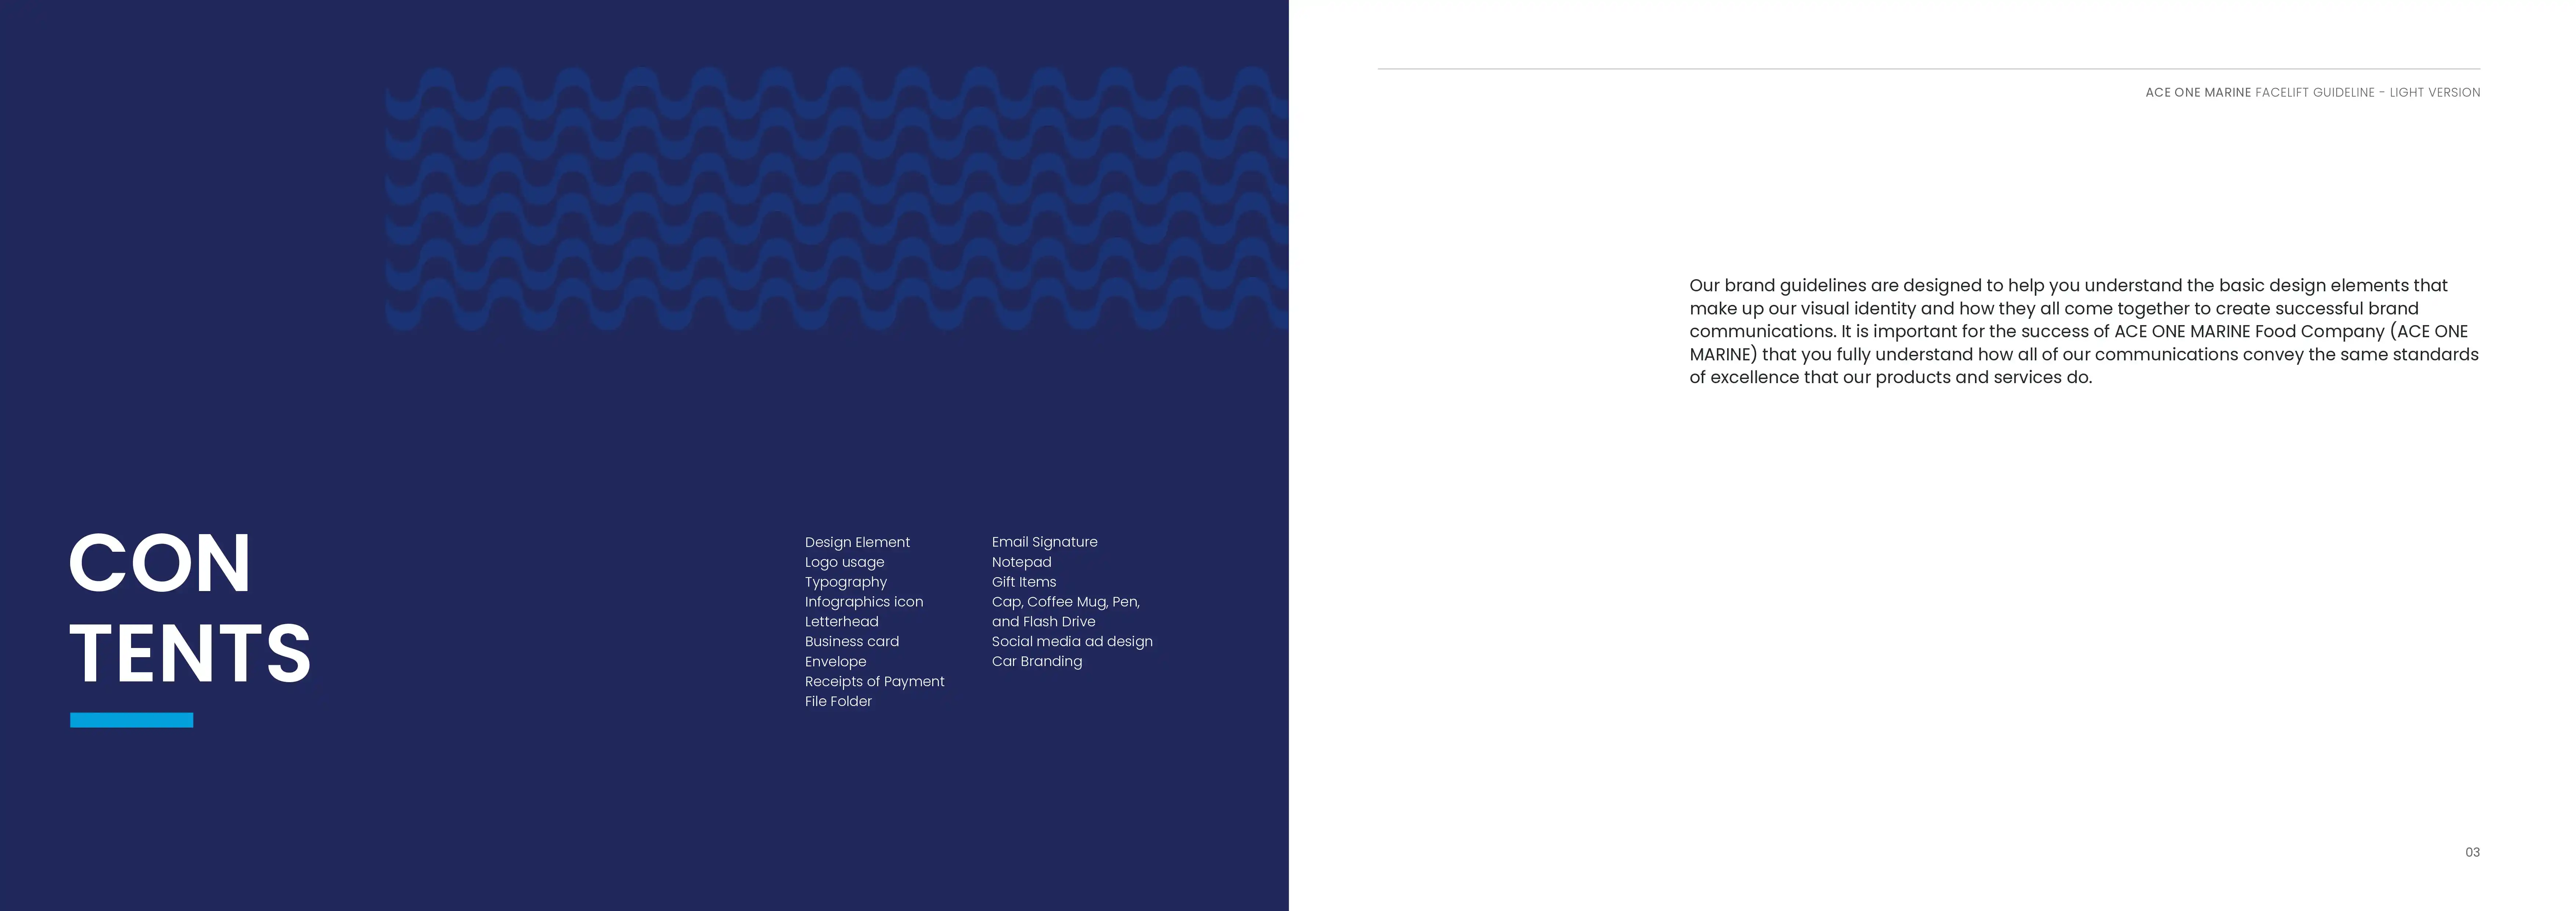 CON
TENTS
Design Element
Logo usage
Typography
Infographics icon
Letterhead
Business card
Envelope
Receipts of Payment
File Folder
Email Signature
Notepad
Gift Items
Cap, Coffee Mug, Pen,
and Flash Drive
Social media ad design
Car Branding
ACE ONE MARINE FACELIFT GUIDELINE - LIGHT VERSION
Our brand guidelines are designed to help you understand the basic design elements that
make up our visual identity and how they all come together to create successful brand
communications. It is important for the success of ACE ONE MARINE Food Company (ACE ONE
MARINE) that you fully understand how all of our communications convey the same standards
of excellence that our products and services do.
03